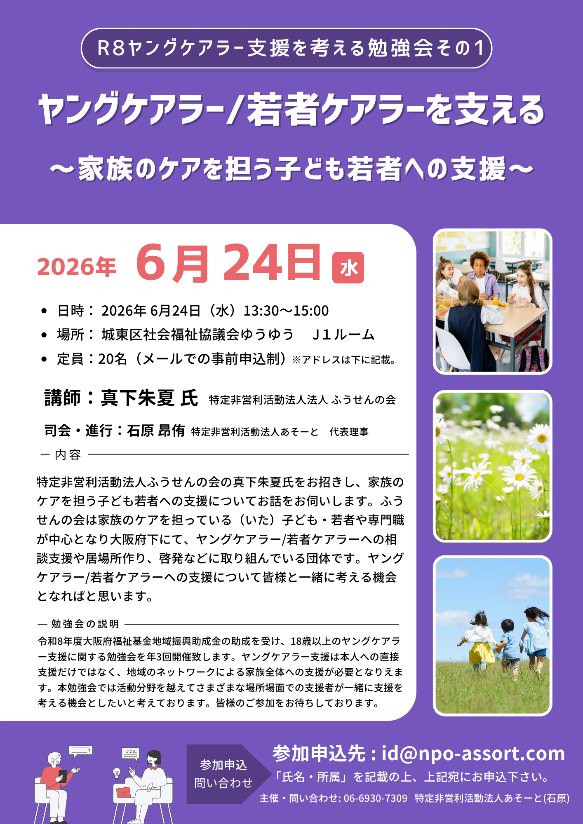 R8ヤングケアラー支援を考える勉強会その1
ヤングケアラー/若者ケアラーを支える
～家族のケアを担う子ども若者への支援～
2026年 6月24日 水
• 日時： 2026年 6月24日（水）13:30～15:00
• 場所： 城東区社会福祉協議会ゆうゆう J１ルーム
• 定員：20名（メールでの事前申込制）※アドレスは下に記載。
講師：真下朱夏 氏 特定非営利活動法人法人 ふうせんの会
司会・進行：石原 昂侑 特定非営利活動法人あそーと 代表理事
内容
特定非営利活動法人ふうせんの会の真下朱夏氏をお招きし、家族の
ケアを担う子ども若者への支援についてお話をお伺いします。ふう
せんの会は家族のケアを担っている（いた）子ども・若者や専門職
が中心となり大阪府下にて、ヤングケアラー/若者ケアラーへの相
談支援や居場所作り、啓発などに取り組んでいる団体です。ヤング
ケアラー/若者ケアラーへの支援について皆様と一緒に考える機会
となればと思います。
勉強会の説明
令和8年度大阪府福祉基金地域振興助成金の助成を受け、18歳以上のヤングケアラ
ー支援に関する勉強会を年3回開催致します。ヤングケアラー支援は本人への直接
支援だけではなく、地域のネットワークによる家族全体への支援が必要となりえま
す。本勉強会では活動分野を越えてさまざまな場所場面での支援者が一緒に支援を
考える機会としたいと考えております。皆様のご参加をお待ちしております。
参加申込
問い合わせ
参加申込先：id@npo-assort.com
「氏名・所属」を記載の上、上記宛にお申込下さい。
主催・問い合わせ: 06-6930-7309 特定非営利活動法人あそーと(石原)